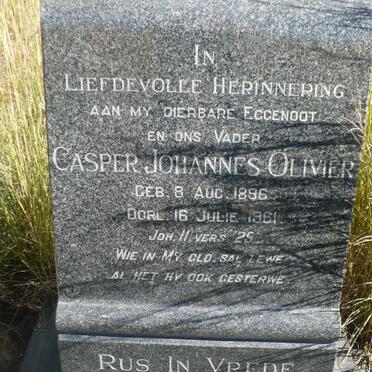 IN
LIEFDEVOLLE HERINNERING
AAN MY DIERBARE EGGENOOT
EN ONS VADER
CASPER JOHANNES OLIVIER
GEB. 9 AUG. 1896
OORL. 16 JULIE 1961
JOH. 11 VERS 25
WIE IN MY GLO, SAL LEWE
AL HET HY OOK GESTERWE
RUS IN VREDE